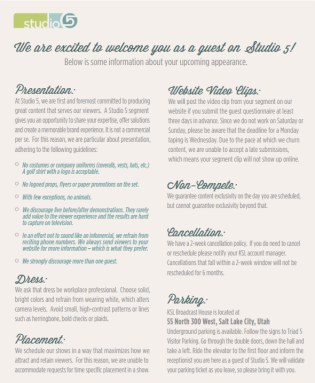 studio 5
We are excited to welcome you as a guest on Studio 5!
Below is some information about your upcoming appearance.
Presentation:
At Studio 5, we are first and foremost committed to producing
great content that serves our viewers. A Studio 5 segment
gives you an opportunity to share your expertise, offer solutions
and create a memorable brand experience. It is not a commercial
per se. For this reason, we are particular about presentation,
adhering to the following guidelines:
No costumes or company uniforms (coveralls, vests, hats, etc.)
A golf shirt with a logo is acceptable.
No logoed props, flyers or paper promotions on the set.
With few exceptions, no animals.
We discourage live before/after demonstrations. They rarely
add value to the viewer experience and the results are hard
to capture on television.
In an effort not to sound like an infomercial, we refrain from
reciting phone numbers. We always send viewers to your
website for more information – which is what they prefer.
We strongly discourage more than one guest.
Dress:
We ask that dress be workplace professional. Choose solid,
bright colors and refrain from wearing white, which alters
camera levels. Avoid small, high-contrast patterns or lines
such as herringbone, bold checks or plaids.
Placement:
We schedule our shows in a way that maximizes how we
attract and retain viewers. For this reason, we are unable to
accommodate requests for time specific placement in a show.
Website Video Clips:
We will post the video clip from your segment on our
website if you submit the guest questionnaire at least
three days in advance. Since we do not work on Saturday or
Sunday, please be aware that the deadline for a Monday
taping is Wednesday. Due to the pace at which we churn
content, we are unable to accept a late submissions,
which means your segment clip will not show up online.
Non-Compete:
We guarantee content exclusivity on the day you are scheduled,
but cannot guarantee exclusively beyond that.
Cancellation:
We have a 2-week cancellation policy. If you do need to cancel
or reschedule please notify your KSL account manager.
Cancellations that fall within a 2-week window will not be
rescheduled for 6 months.
Parking:
KSL Broadcast House is located at
55 North 300 West, Salt Lake City, Utah
Underground parking is available. Follow the signs to Triad 5
Visitor Parking. Go through the double doors, down the hall and
take a left. Ride the elevator to the first floor and inform the
receptionist you are here as a guest of Studio 5. We will validate
your parking ticket as you leave, so please bring it with you.